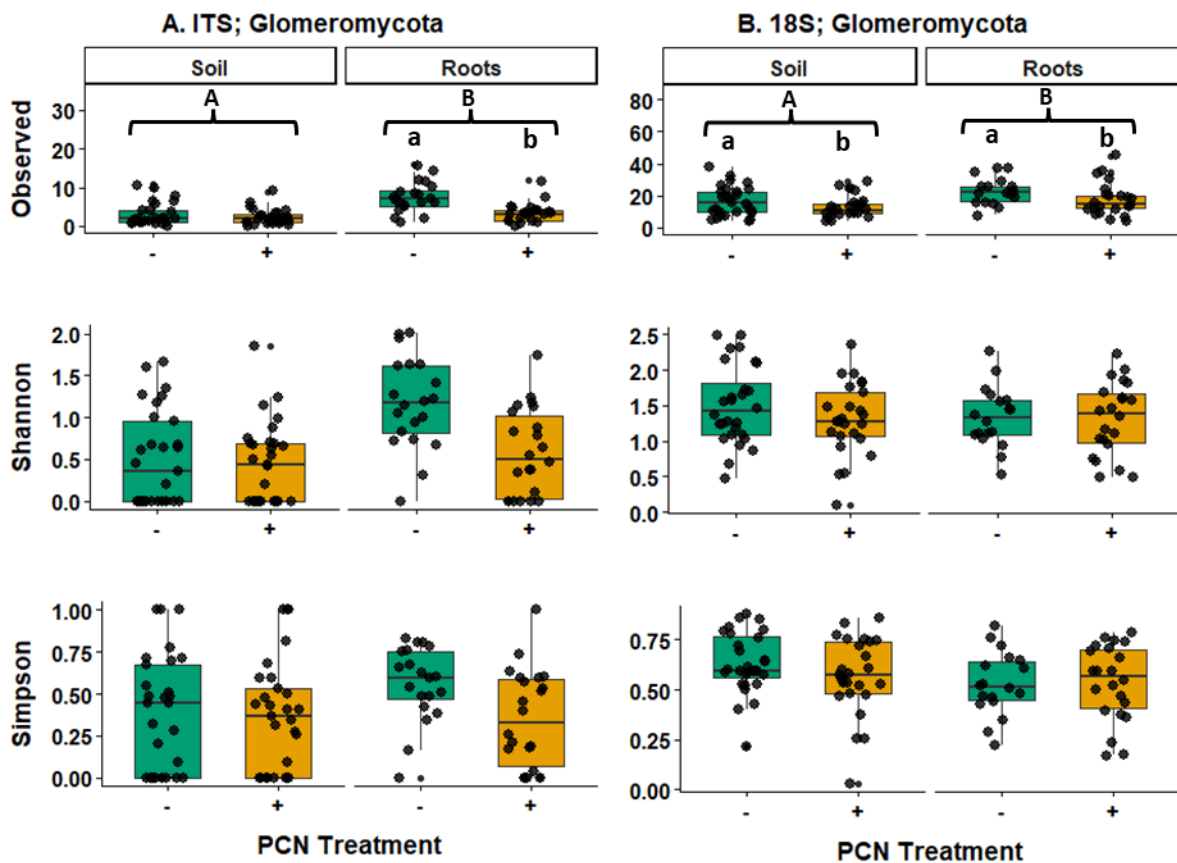 A. ITS; Glomeromycota
Soil Roots
Observed
30
20
10
0
A
B
a b
- + - +
Shannon
2.0
1.5
1.0
0.5
0.0
- + - +
Simpson
1.00
0.75
0.50
0.25
0.00
- + - +
PCN Treatment
B. 18S; Glomeromycota
Soil Roots
80
60
40
20
0
A
B
a b a b
- + - +
2.5
2.0
1.5
1.0
0.5
0.0
- + - +
0.75
0.50
0.25
0.00
- + - +
PCN Treatment